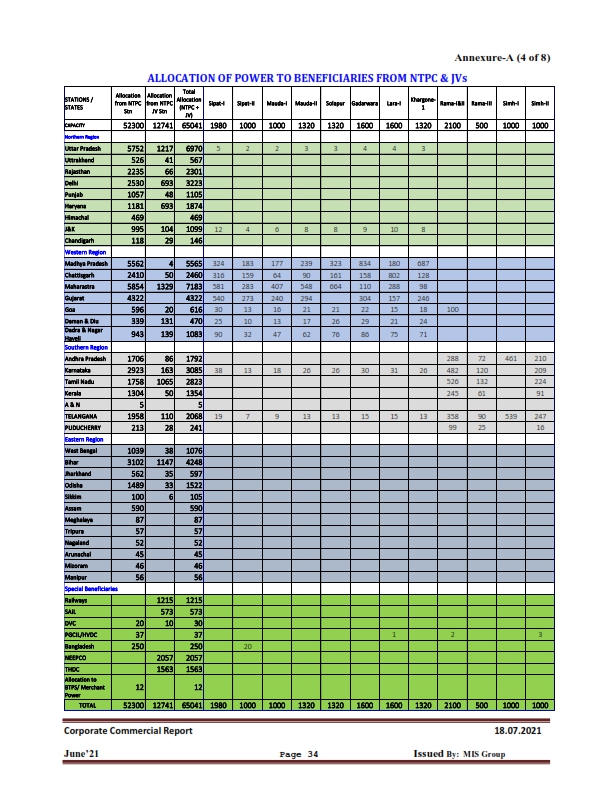 Annexure-A (4 of 8)
ALLOCATION OF POWER TO BENEFICIARIES FROM NTPC & JVs
STATIONS / STATES Allocation from NTPC Stn Allocation from NTPC JV Stn Total Allocation (NTPC + JV) Sipat-I Sipat-II Mauda-I Mauda-II Solapur Gadarwara Lara-I Khargone-1 Rama-I&II Rama-III Simh-I Simh-II
CAPACITY 52300 12741 65041 1980 1000 1000 1320 1320 1600 1600 1320 2100 500 1000 1000
Northern Region
Uttar Pradesh 5752 1217 6970 5 2 2 3 3 4 4 3
Uttrakhand 526 41 567
Rajasthan 2235 66 2301
Delhi 2530 693 3223
Punjab 1057 48 1105
Haryana 1181 693 1874
Himachal 469 469
J&K 995 104 1099 12 4 6 8 8 9 10 8
Chandigarh 118 29 146
Western Region
Madhya Pradesh 5562 4 5565 324 183 177 239 323 834 180 687
Chattisgarh 2410 50 2460 316 159 64 90 161 158 802 128
Maharastra 5854 1329 7183 581 283 407 548 664 110 288 98
Gujarat 4322 4322 540 273 240 294 304 157 246
Goa 596 20 616 30 13 16 21 21 22 15 18 100
Daman & Diu 339 131 470 25 10 13 17 26 29 21 24
Dadra & Nagar Haveli 943 139 1083 90 32 47 62 76 86 75 71
Southern Region
Andhra Pradesh 1706 86 1792 288 72 461 210
Karnataka 2923 163 3085 38 13 18 26 26 30 31 26 482 120 209
Tamil Nadu 1758 1065 2823 526 132 224
Kerala 1304 50 1354 245 61 91
A & N 5 5
TELANGANA 1958 110 2068 19 7 9 13 13 15 15 13 358 90 539 247
PUDUCHERRY 213 28 241 99 25 16
Eastern Region
West Bengal 1039 38 1076
Bihar 3102 1147 4248
Jharkhand 562 35 597
Odisha 1489 33 1522
Sikkim 100 6 105
Assam 590 590
Meghalaya 87 87
Tripura 57 57
Nagaland 52 52
Arunachal 45 45
Mizoram 46 46
Manipur 56 56
Special Beneficiaries
Railways 1215 1215
SAIL 573 573
DVC 20 10 30
PGCIL/HVDC 37 37 1 2 3
Bangladesh 250 250 20
NEEPCO 2057 2057
THDC 1563 1563
Allocation to BTPS/ Merchant Power 12 12
TOTAL 52300 12741 65041 1980 1000 1000 1320 1320 1600 1600 1320 2100 500 1000 1000
Corporate Commercial Report 18.07.2021
June'21 Page 34 Issued By: MIS Group